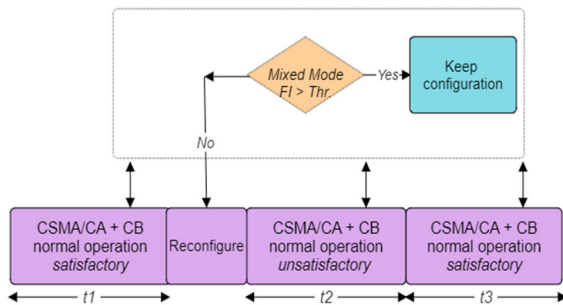 Mixed Mode
FI > Thr.
Yes
Keep
configuration
No
CSMA/CA + CB
normal operation
satisfactory
Reconfigure
CSMA/CA + CB
normal operation
unsatisfactory
CSMA/CA + CB
normal operation
satisfactory
t1
t2
t3